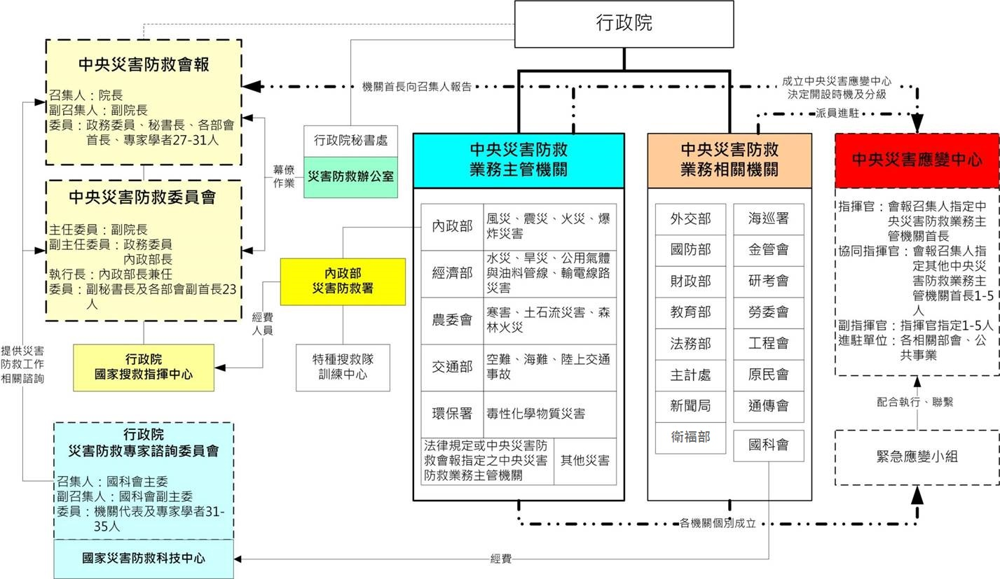 行政院
中央災害防救會報
召集人：院長
副召集人：副院長
委員：政務委員、秘書長、各部會
首長、專家學者27-31人
機關首長向召集人報告
成立中央災害應變中心
決定開設時機及分級
派員進駐
行政院秘書處
災害防救辦公室
幕僚
作業
中央災害防救委員會
主任委員：副院長
副主任委員：政務委員
內政部長
執行長：內政部長兼任
委員：副秘書長及各部會副首長23
人
內政部
災害防救署
經費
人員
行政院
國家搜救指揮中心
特種搜救隊
訓練中心
提供災害
防救工作
相關諮詢
行政院
災害防救專家諮詢委員會
召集人：國科會主委
副召集人：國科會副主委
委員：機關代表及專家學者31-
35人
國家災害防救科技中心
中央災害防救
業務主管機關
內政部
風災、震災、火災、爆
炸災害
經濟部
水災、旱災、公用氣體
與油料管線、輸電線路
災害
農委會
寒害、土石流災害、森
林火災
交通部
空難、海難、陸上交通
事故
環保署
毒性化學物質災害
法律規定或中央災害防
救會報指定之中央災害
防救業務主管機關
其他災害
中央災害防救
業務相關機關
外交部
海巡署
國防部
金管會
財政部
研考會
教育部
勞委會
法務部
工程會
主計處
原民會
新聞局
通傳會
衛福部
國科會
中央災害應變中心
指揮官：會報召集人指定中
央災害防救業務主
管機關首長
協同指揮官：會報召集人指
定其他中央災
害防救業務主
管機關首長1-5
人
副指揮官：指揮官指定1-5人
進駐單位：各相關部會、公
共事業
配合執行、聯繫
緊急應變小組
各機關個別成立
經費